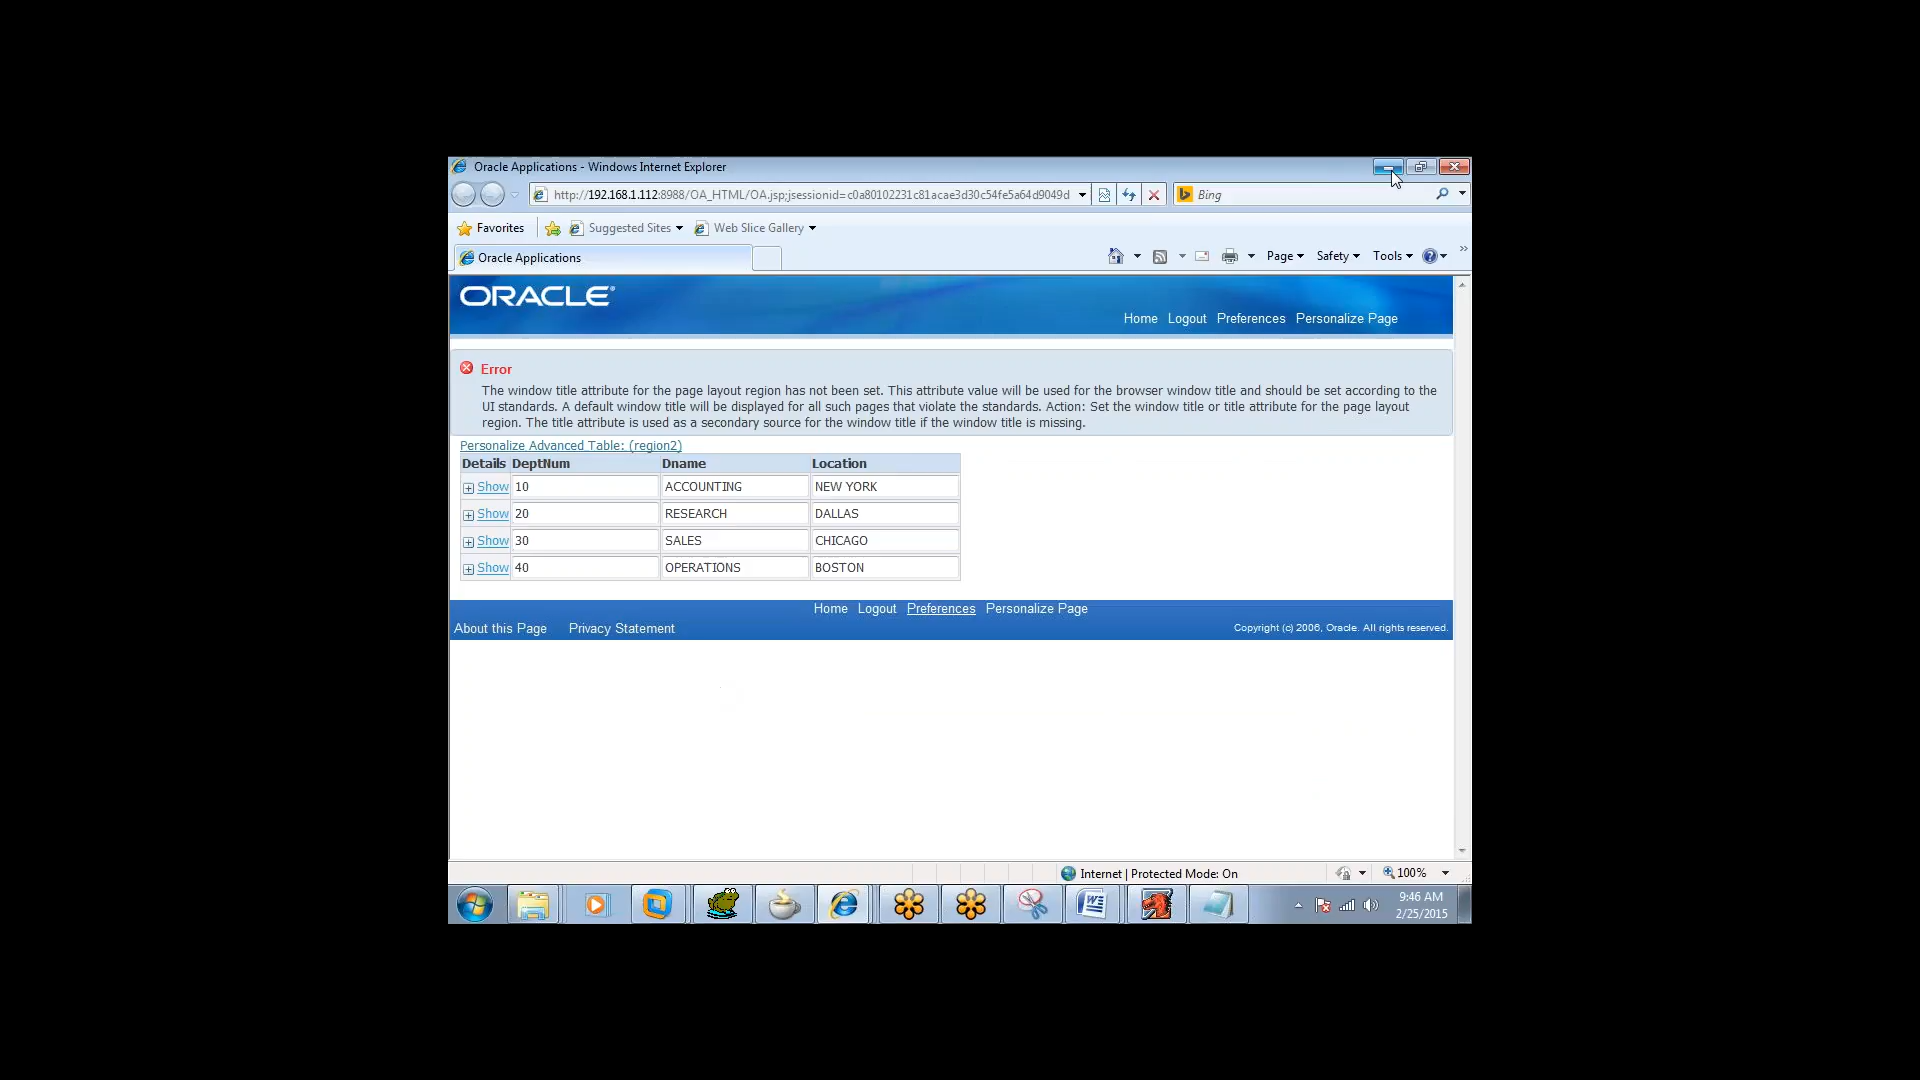 Oracle Applications - Windows Internet Explorer
http://192.168.1.112:8988/OA_HTML/OA.jsp;jsessionid=c0a80102231c81acae3d30c54fe5a64d9049d
Bing
Favorites Suggested Sites Web Slice Gallery
Oracle Applications
Page Safety Tools
ORACLE®
Home Logout Preferences Personalize Page
Error
The window title attribute for the page layout region has not been set. This attribute value will be used for the browser window title and should be set according to the
UI standards. A default window title will be displayed for all such pages that violate the standards. Action: Set the window title or title attribute for the page layout
region. The title attribute is used as a secondary source for the window title if the window title is missing.
Personalize Advanced Table: (region2)
Details DeptNum Dname Location
Show 10 ACCOUNTING NEW YORK
Show 20 RESEARCH DALLAS
Show 30 SALES CHICAGO
Show 40 OPERATIONS BOSTON
Home Logout Preferences Personalize Page
About this Page Privacy Statement Copyright (c) 2006, Oracle. All rights reserved.
Internet | Protected Mode: On 100%
9:46 AM
2/25/2015